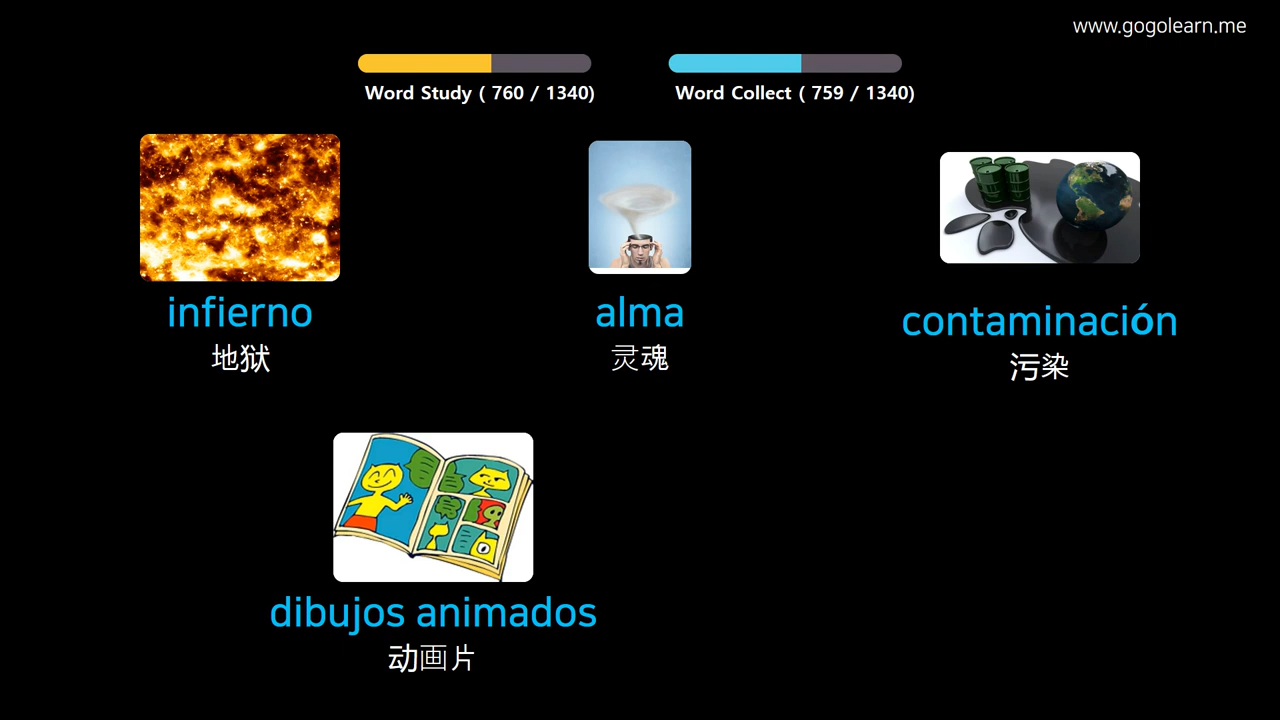 www.gogolearn.me
Word Study ( 760 / 1340)
Word Collect ( 759 / 1340)
infierno
地狱
alma
灵魂
contaminación
污染
dibujos animados
动画片